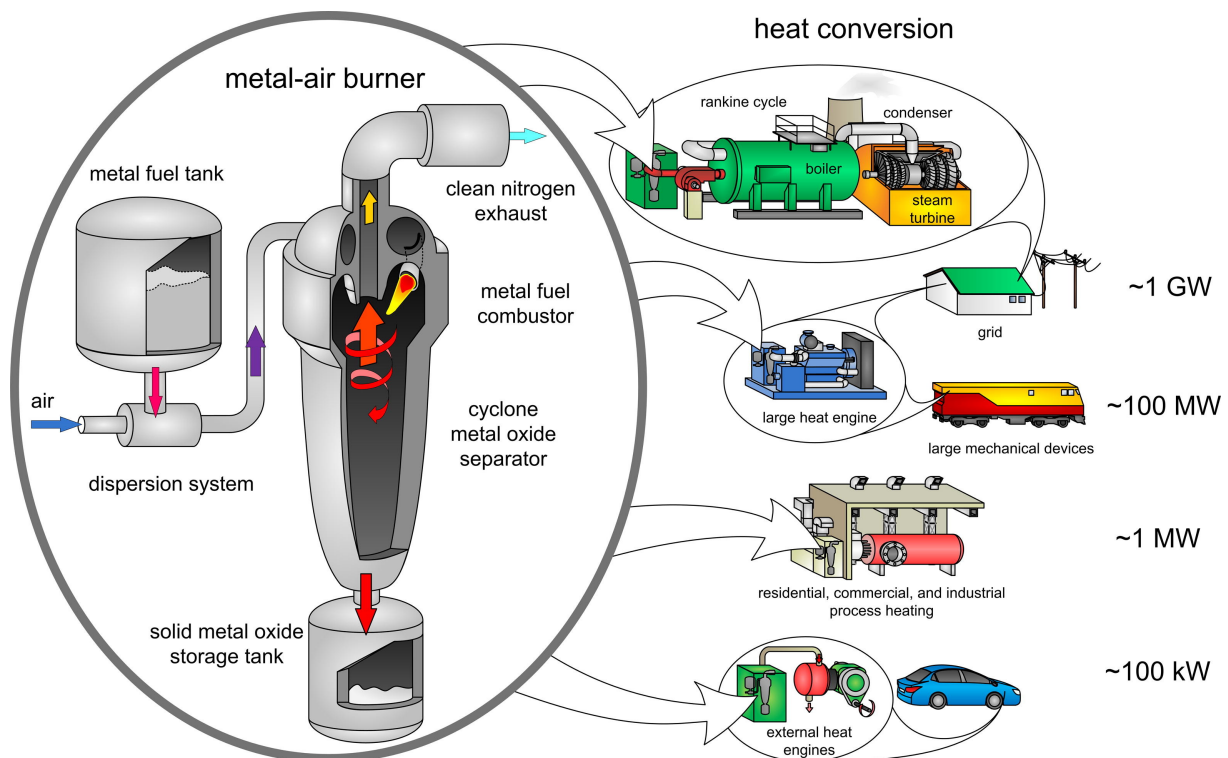 heat conversion
metal-air burner
metal fuel tank
clean nitrogen
exhaust
air
dispersion system
metal fuel
combustor
cyclone
metal oxide
separator
solid metal oxide
storage tank
rankine cycle
condenser
boiler
steam
turbine
grid
~1 GW
large heat engine
large mechanical devices
~100 MW
residential, commercial, and industrial
process heating
~1 MW
external heat
engines
~100 kW